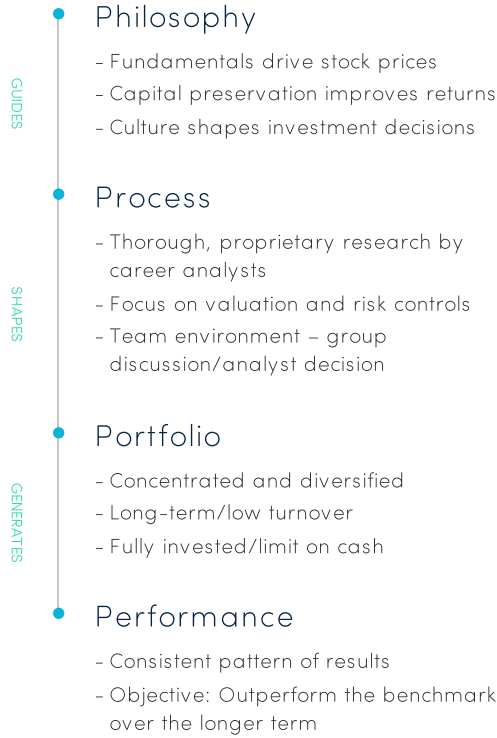 Philosophy
- Fundamentals drive stock prices
- Capital preservation improves returns
- Culture shapes investment decisions
GUIDES
Process
- Thorough, proprietary research by
career analysts
- Focus on valuation and risk controls
- Team environment – group
discussion/analyst decision
SHAPES
Portfolio
- Concentrated and diversified
- Long-term/low turnover
- Fully invested/limit on cash
GENERATES
Performance
- Consistent pattern of results
- Objective: Outperform the benchmark
over the longer term